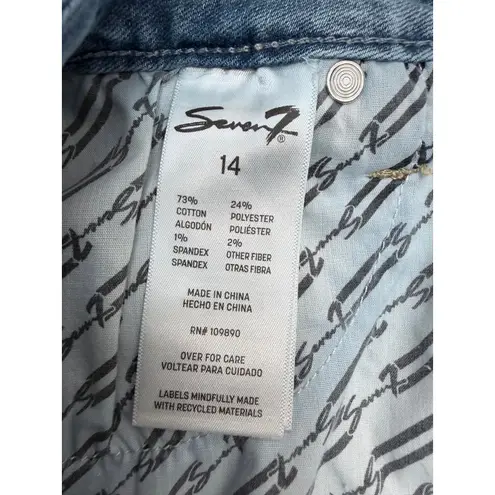 Seven7®
14
73% 24%
COTTON POLYESTER
ALGODÓN POLIÉSTER
1% 2%
SPANDEX OTHER FIBER
SPANDEX OTRAS FIBRA
MADE IN CHINA
HECHO EN CHINA
RN# 109890
OVER FOR CARE
VOLTEAR PARA CUIDADO
LABELS MINDFULLY MADE
WITH RECYCLED MATERIALS